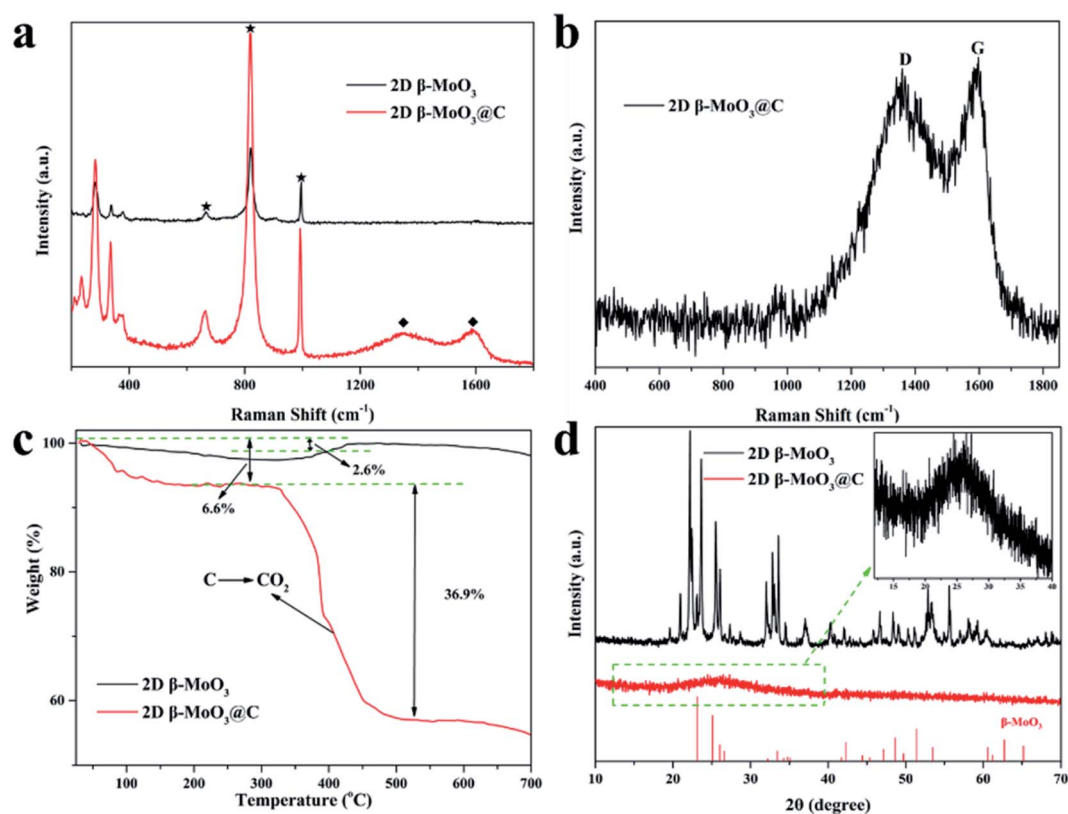 a
2D β-MoO₃
2D β-MoO₃@C
Intensity (a.u.)
400 800 1200 1600
Raman Shift (cm⁻¹)
b
D
G
2D β-MoO₃@C
Intensity (a.u.)
400 600 800 1000 1200 1400 1600 1800
Raman Shift (cm⁻¹)
c
100
80
60
Weight (%)
2.6%
6.6%
C
CO₂
36.9%
2D β-MoO₃
2D β-MoO₃@C
100 200 300 400 500 600 700
Temperature (°C)
d
2D β-MoO₃
2D β-MoO₃@C
Intensity (a.u.)
15 20 25 30 35 40
β-MoO₃
10 20 30 40 50 60 70
2θ (degree)